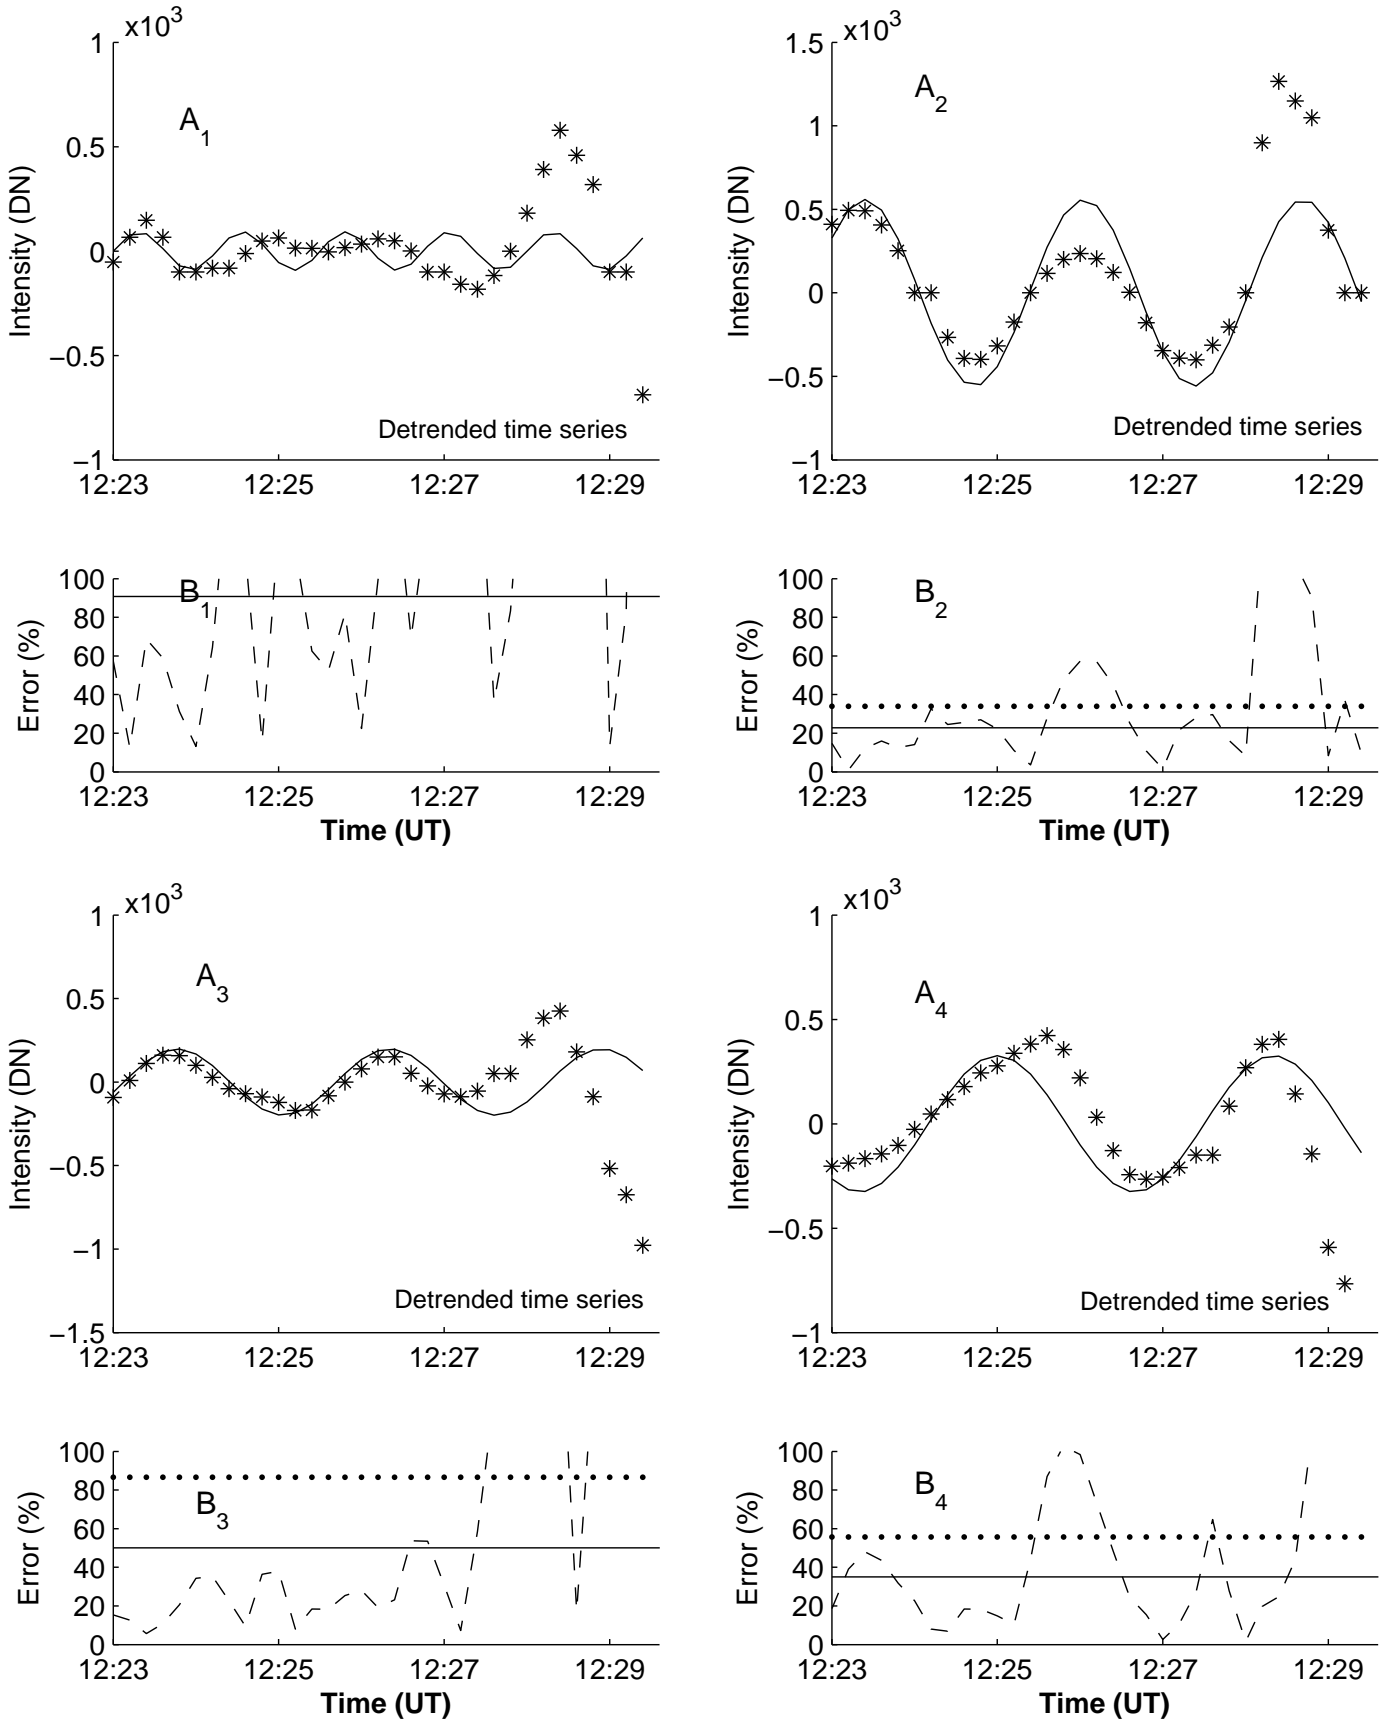 x10³
x10³
1
0.5
0
−0.5
−1
Intensity (DN)
A₁
Detrended time series
12:23 12:25 12:27 12:29
1.5
1
0.5
0
−0.5
−1
Intensity (DN)
A₂
Detrended time series
12:23 12:25 12:27 12:29
100
80
60
40
20
0
Error (%)
B₁
12:23 12:25 12:27 12:29
Time (UT)
100
80
60
40
20
0
Error (%)
B₂
12:23 12:25 12:27 12:29
Time (UT)
x10³
1
0.5
0
−0.5
−1
−1.5
Intensity (DN)
A₃
Detrended time series
12:23 12:25 12:27 12:29
x10³
1
0.5
0
−0.5
−1
Intensity (DN)
A₄
Detrended time series
12:23 12:25 12:27 12:29
100
80
60
40
20
0
Error (%)
B₃
12:23 12:25 12:27 12:29
Time (UT)
100
80
60
40
20
0
Error (%)
B₄
12:23 12:25 12:27 12:29
Time (UT)